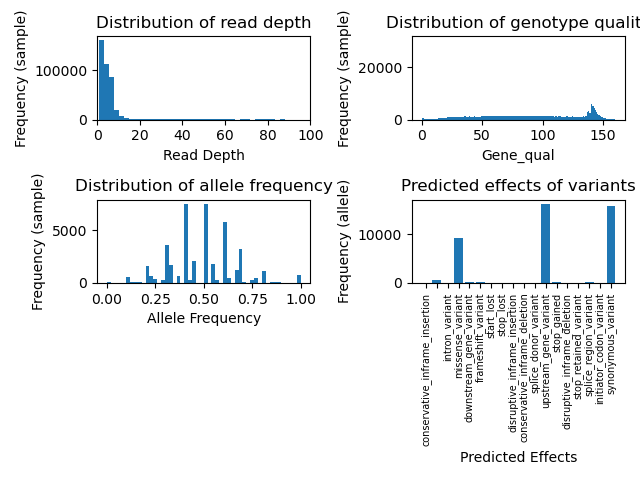 Distribution of read depth
Frequency (sample)
100000
0
0 20 40 60 80 100
Read Depth
Distribution of genotype qualit
Frequency (sample)
20000
0
0 50 100 150
Gene_qual
Distribution of allele frequency
Frequency (sample)
5000
0
0.00 0.25 0.50 0.75 1.00
Allele Frequency
Predicted effects of variants
Frequency (allele)
10000
0
conservative_inframe_insertion
intron_variant
missense_variant
downstream_gene_variant
frameshift_variant
start_lost
stop_lost
disruptive_inframe_insertion
conservative_inframe_deletion
splice_donor_variant
upstream_gene_variant
stop_gained
disruptive_inframe_deletion
stop_retained_variant
splice_region_variant
initiator_codon_variant
synonymous_variant
Predicted Effects